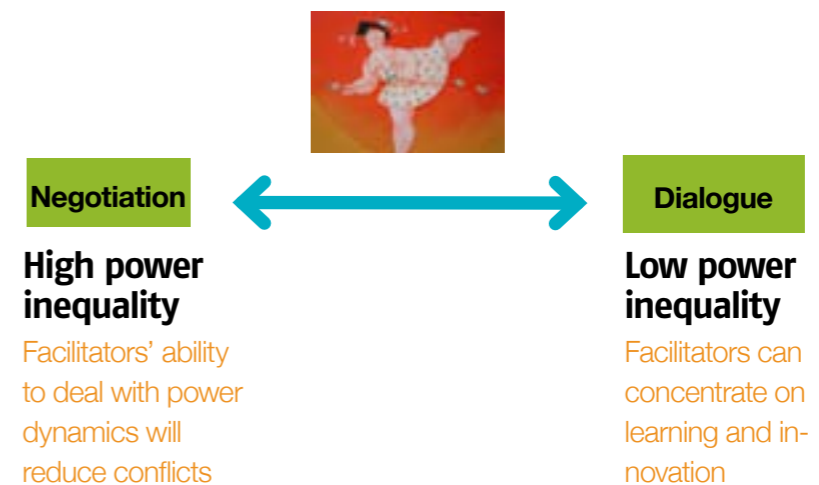 Negotiation
High power
inequality
Facilitators’ ability
to deal with power
dynamics will
reduce conflicts
Dialogue
Low power
inequality
Facilitators can
concentrate on
learning and in-
novation